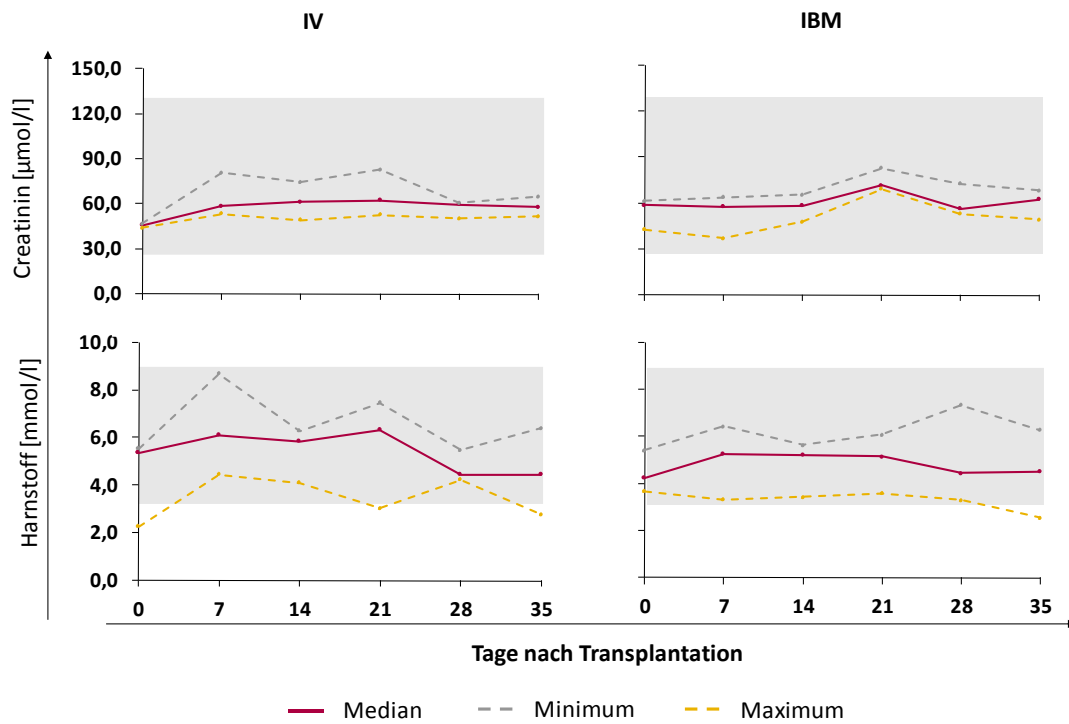 IV
IBM
Creatinin [µmol/l]
150,0
120,0
90,0
60,0
30,0
0,0
Harnstoff [mmol/l]
10,0
8,0
6,0
4,0
2,0
0,0
0 7 14 21 28 35
0 7 14 21 28 35
Tage nach Transplantation
Median Minimum Maximum